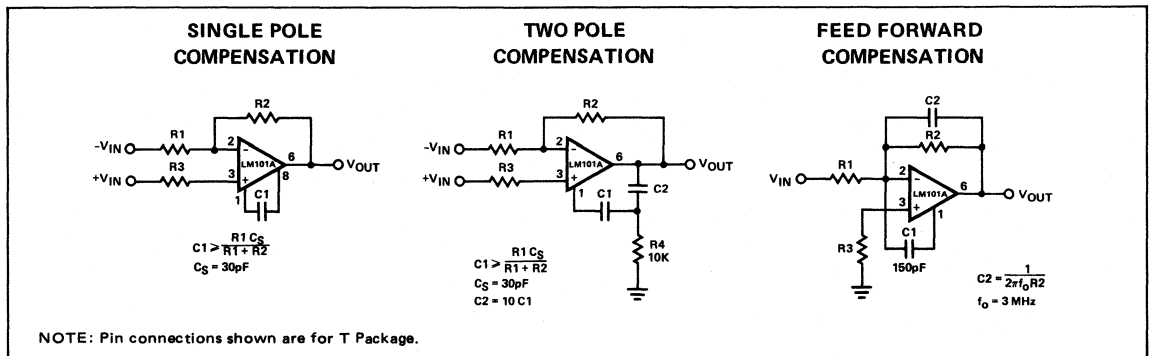 SINGLE POLE
COMPENSATION
R2
R1
-VIN
2
-
LM101A
6
VOUT
8
R3
+VIN
3
+
1
C1
C1 ⩾ R1 CS
R1 + R2
CS = 30pF
TWO POLE
COMPENSATION
R2
R1
-VIN
2
-
LM101A
6
VOUT
R3
+VIN
3
+
1
C1
C2
R4
10K
C1 ⩾ R1 CS
R1 + R2
CS = 30pF
C2 = 10 C1
FEED FORWARD
COMPENSATION
C2
R2
R1
VIN
2
-
LM101A
6
VOUT
3
+
1
C1
R3
150pF
C2 = 1
2πfoR2
fo = 3 MHz
NOTE: Pin connections shown are for T Package.